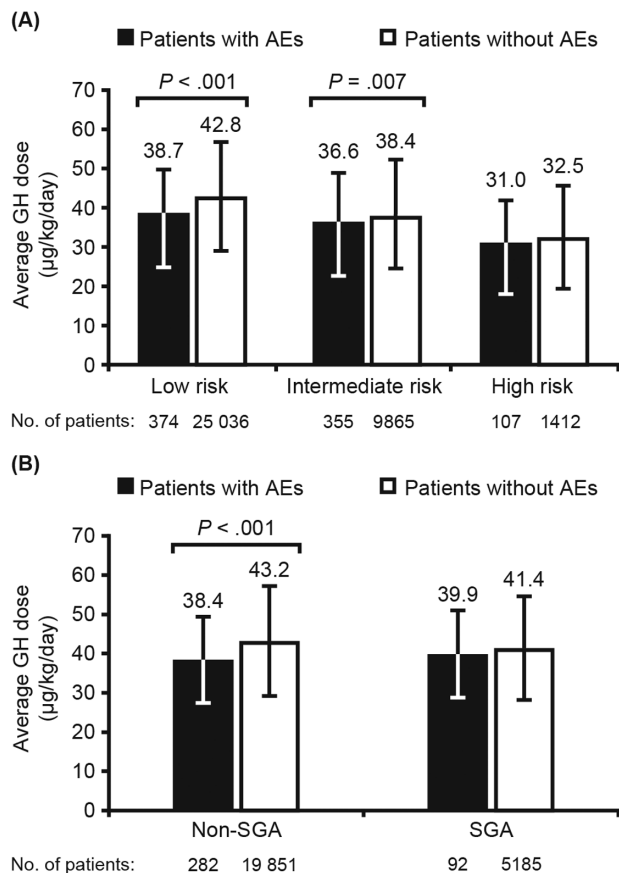 (A)
Patients with AEs Patients without AEs
P < .001 P = .007
70
60
50
40
30
20
10
0
Average GH dose
(µg/kg/day)
38.7 42.8 36.6 38.4 31.0 32.5
Low risk Intermediate risk High risk
No. of patients: 374 25 036 355 9865 107 1412
(B)
Patients with AEs Patients without AEs
P < .001
70
60
50
40
30
20
10
0
Average GH dose
(µg/kg/day)
38.4 43.2 39.9 41.4
Non-SGA SGA
No. of patients: 282 19 851 92 5185